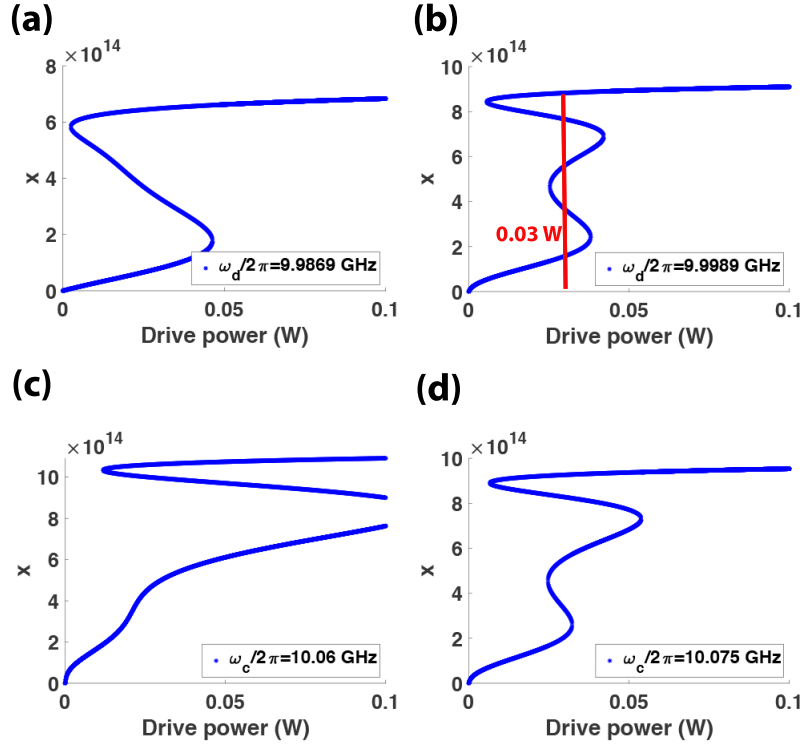 (a)
×10^14
8
6
4
2
0
x
ω_d/2π=9.9869 GHz
0
0.05
0.1
Drive power (W)
(b)
×10^14
10
8
6
4
2
0
x
0.03 W
ω_d/2π=9.9989 GHz
0
0.05
0.1
Drive power (W)
(c)
×10^14
10
8
6
4
2
0
x
ω_c/2π=10.06 GHz
0
0.05
0.1
Drive power (W)
(d)
×10^14
10
8
6
4
2
0
x
ω_c/2π=10.075 GHz
0
0.05
0.1
Drive power (W)